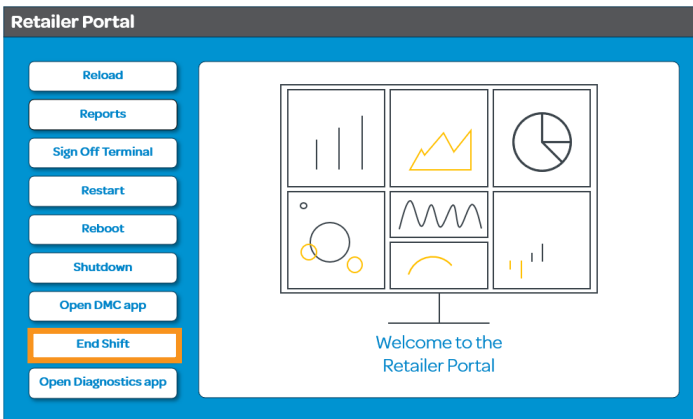 Retailer Portal
Reload
Reports
Sign Off Terminal
Restart
Reboot
Shutdown
Open DMC app
End Shift
Open Diagnostics app
Welcome to the
Retailer Portal